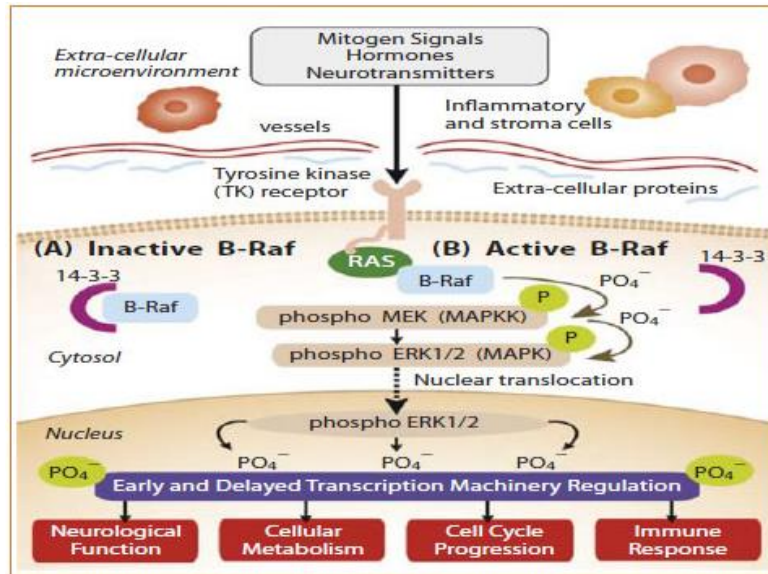 Mitogen Signals
Hormones
Neurotransmitters
Extra-cellular
microenvironment
Inflammatory
and stroma cells
vessels
Tyrosine kinase
(TK) receptor
Extra-cellular proteins
(A) Inactive B-Raf
(B) Active B-Raf
14-3-3
B-Raf
RAS
B-Raf
PO4⁻
14-3-3
P
phospho MEK (MAPKK)
PO4⁻
P
phospho ERK1/2 (MAPK)
Cytosol
Nuclear translocation
Nucleus
phospho ERK1/2
PO4⁻
PO4⁻
PO4⁻
PO4⁻
PO4⁻
Early and Delayed Transcription Machinery Regulation
Neurological
Function
Cellular
Metabolism
Cell Cycle
Progression
Immune
Response